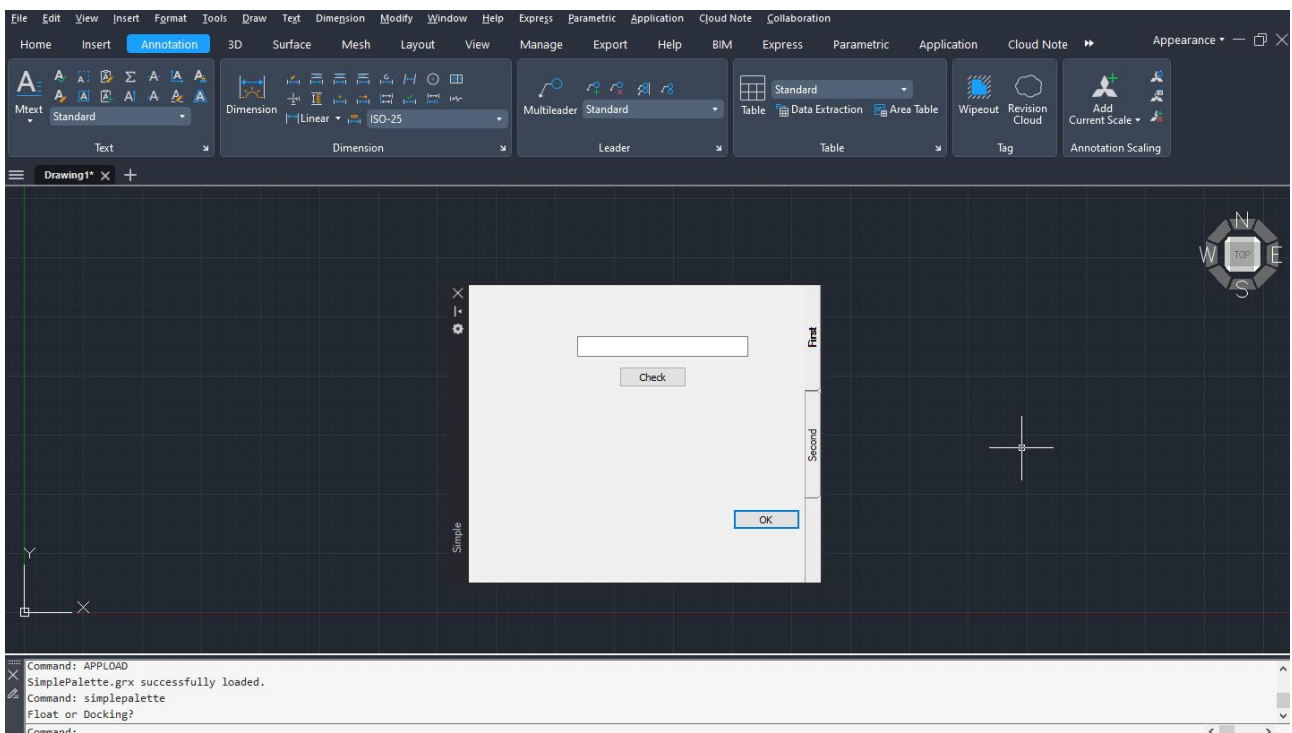 File Edit View Insert Format Tools Draw Text Dimension Modify Window Help Express Parametric Application Cloud Note Collaboration
Home Insert Annotation 3D Surface Mesh Layout View Manage Export Help BIM Express Parametric Application Cloud Note Appearance
Mtext
Standard
Text
Dimension
Linear
ISO-25
Dimension
Multileader
Standard
Leader
Table
Standard
Data Extraction Area Table
Table
Wipeout
Revision
Cloud
Tag
Add
Current Scale
Annotation Scaling
Drawing1*
N
W TOP E
S
First
Check
Second
OK
Simple
Y
X
Command: APPLOAD
SimplePalette.grx successfully loaded.
Command: simplepalette
Float or Docking?
Command: